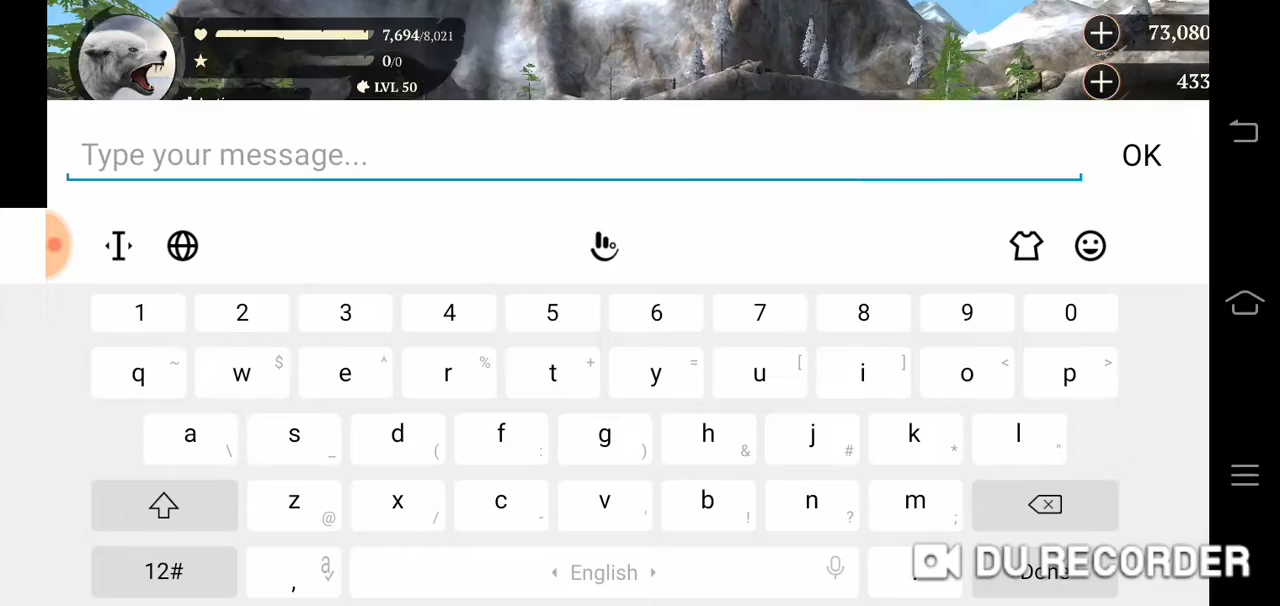 7,694/8,021
73,080
0/0
LVL 50
433
Type your message...
OK
1 2 3 4 5 6 7 8 9 0
q ~ w $ e ^ r % t + y = u [ i ] o < p >
a \ s _ d ( f : g ) h & j # k * l "
z @ x / c - v ' b ! n ? m ;
12# , a English . Done
DU RECORDER